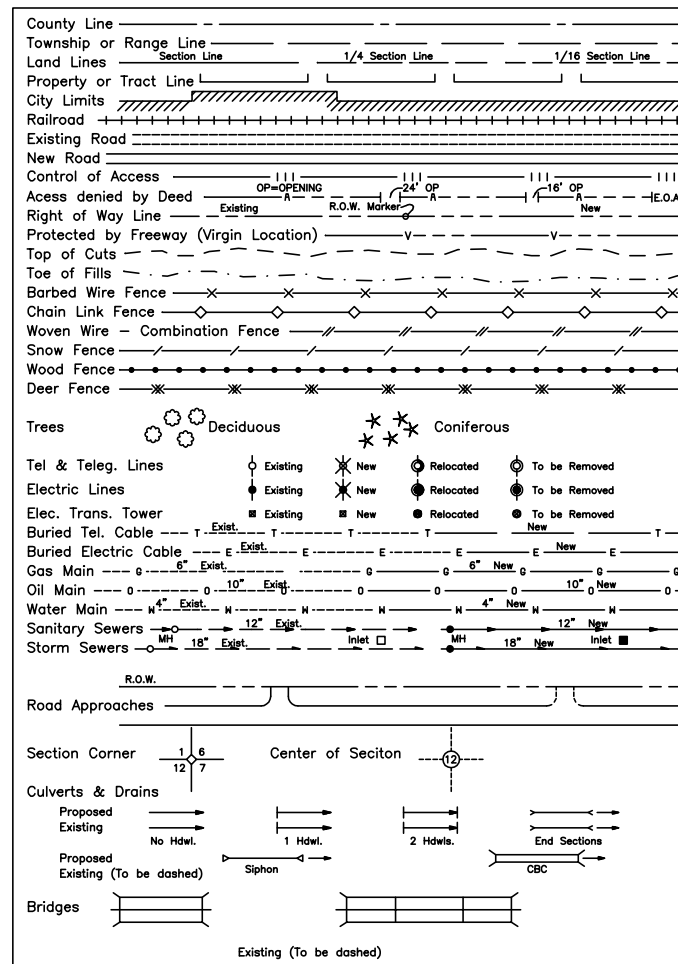 County Line
Township or Range Line
Land Lines Section Line 1/4 Section Line 1/16 Section Line
Property or Tract Line
City Limits
Railroad
Existing Road
New Road
Control of Access
OP=OPENING 24' OP 16' OP
Acess denied by Deed A A A E.O.A
Right of Way Line Existing R.O.W. Marker New
Protected by Freeway (Virgin Location) V V
Top of Cuts
Toe of Fills
Barbed Wire Fence
Chain Link Fence
Woven Wire – Combination Fence
Snow Fence
Wood Fence
Deer Fence
Trees Deciduous Coniferous
Tel & Teleg. Lines Existing New Relocated To be Removed
Electric Lines Existing New Relocated To be Removed
Elec. Trans. Tower Existing New Relocated To be Removed
Buried Tel. Cable T Exist. T T T New T
Buried Electric Cable E Exist. E E E E New E
Gas Main G 6" Exist. G 6" New G G G
Oil Main O O 10" Exist. O O O O 10" New O
Water Main W 4" Exist. W W W W 4" New W W
Sanitary Sewers MH 12" Exist. MH 12" New
Storm Sewers 18" Exist. Inlet 18" New Inlet
R.O.W.
Road Approaches
Section Corner 1 6 12 7 Center of Seciton 12
Culverts & Drains
Proposed
Existing
No Hdwl. 1 Hdwl. 2 Hdwls. End Sections
Proposed
Existing (To be dashed) Siphon CBC
Bridges
Existing (To be dashed)